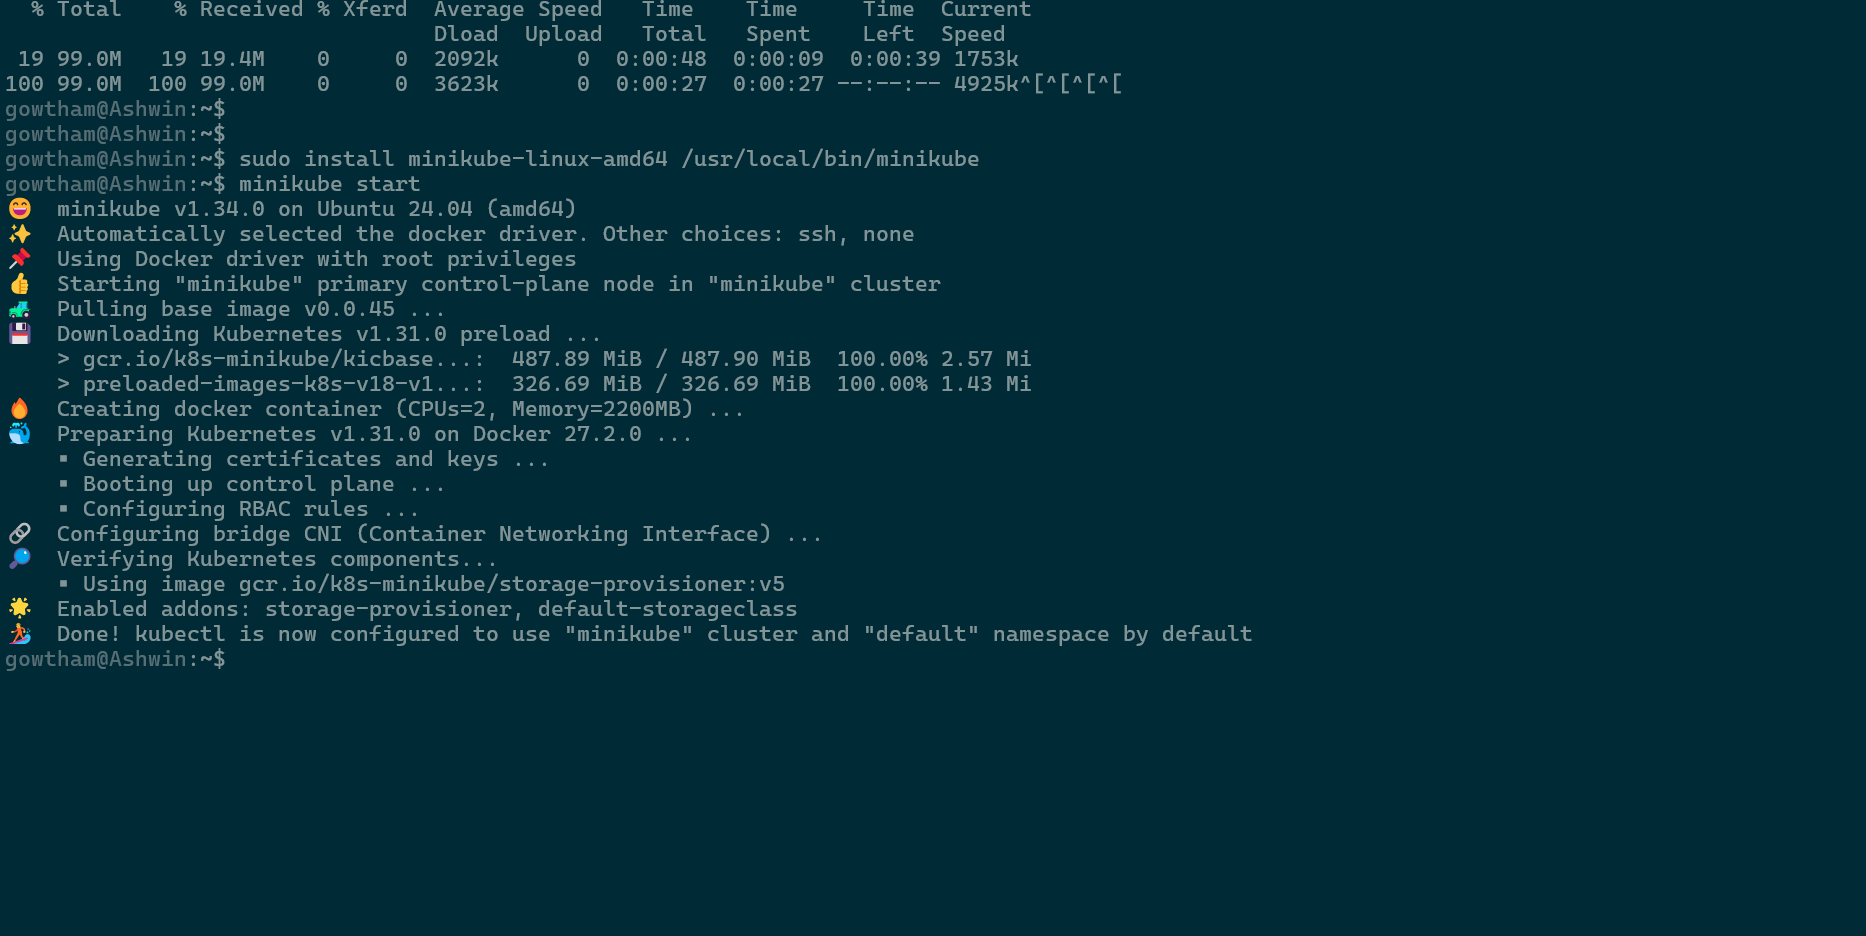 % Total % Received % Xferd Average Speed Time Time Time Current
Dload Upload Total Spent Left Speed
19 99.0M 19 19.4M 0 0 2092k 0 0:00:48 0:00:09 0:00:39 1753k
100 99.0M 100 99.0M 0 0 3623k 0 0:00:27 0:00:27 --:--:-- 4925k^[^[^[^[
gowtham@Ashwin:~$
gowtham@Ashwin:~$
gowtham@Ashwin:~$ sudo install minikube-linux-amd64 /usr/local/bin/minikube
gowtham@Ashwin:~$ minikube start
😄 minikube v1.34.0 on Ubuntu 24.04 (amd64)
✨ Automatically selected the docker driver. Other choices: ssh, none
📌 Using Docker driver with root privileges
👍 Starting "minikube" primary control-plane node in "minikube" cluster
🚜 Pulling base image v0.0.45 ...
💾 Downloading Kubernetes v1.31.0 preload ...
> gcr.io/k8s-minikube/kicbase...: 487.89 MiB / 487.90 MiB 100.00% 2.57 Mi
> preloaded-images-k8s-v18-v1...: 326.69 MiB / 326.69 MiB 100.00% 1.43 Mi
🔥 Creating docker container (CPUs=2, Memory=2200MB) ...
🐳 Preparing Kubernetes v1.31.0 on Docker 27.2.0 ...
▪ Generating certificates and keys ...
▪ Booting up control plane ...
▪ Configuring RBAC rules ...
🔗 Configuring bridge CNI (Container Networking Interface) ...
🔎 Verifying Kubernetes components...
▪ Using image gcr.io/k8s-minikube/storage-provisioner:v5
🌟 Enabled addons: storage-provisioner, default-storageclass
🏄 Done! kubectl is now configured to use "minikube" cluster and "default" namespace by default
gowtham@Ashwin:~$